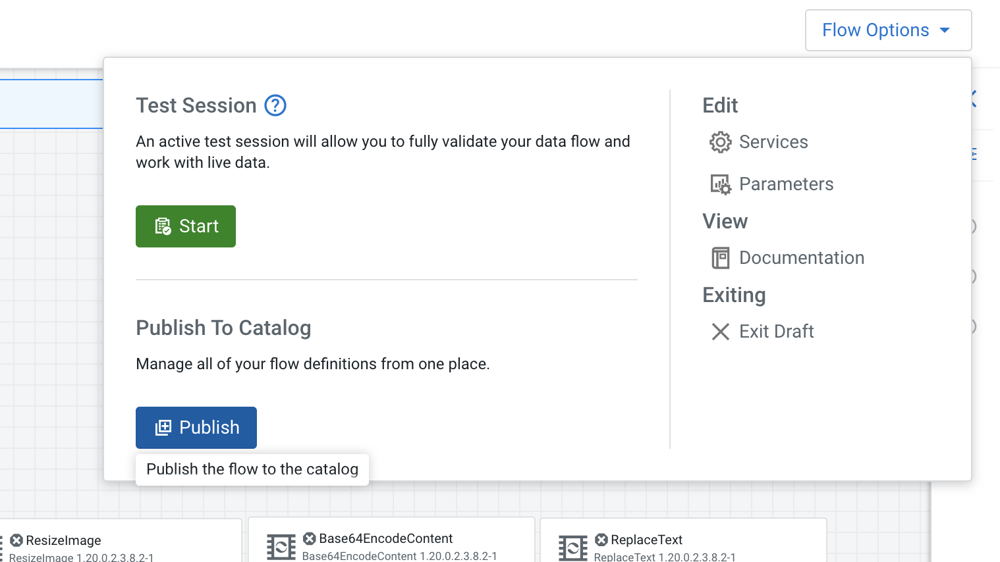 Flow Options
Test Session
An active test session will allow you to fully validate your data flow and
work with live data.
Start
Publish To Catalog
Manage all of your flow definitions from one place.
Publish
Publish the flow to the catalog
Edit
Services
Parameters
View
Documentation
Exiting
Exit Draft
ResizeImage
ResizeImage 1.20.0.2.3.8.2-1
Base64EncodeContent
Base64EncodeContent 1.20.0.2.3.8.2-1
ReplaceText
ReplaceText 1.20.0.2.3.8.2-1